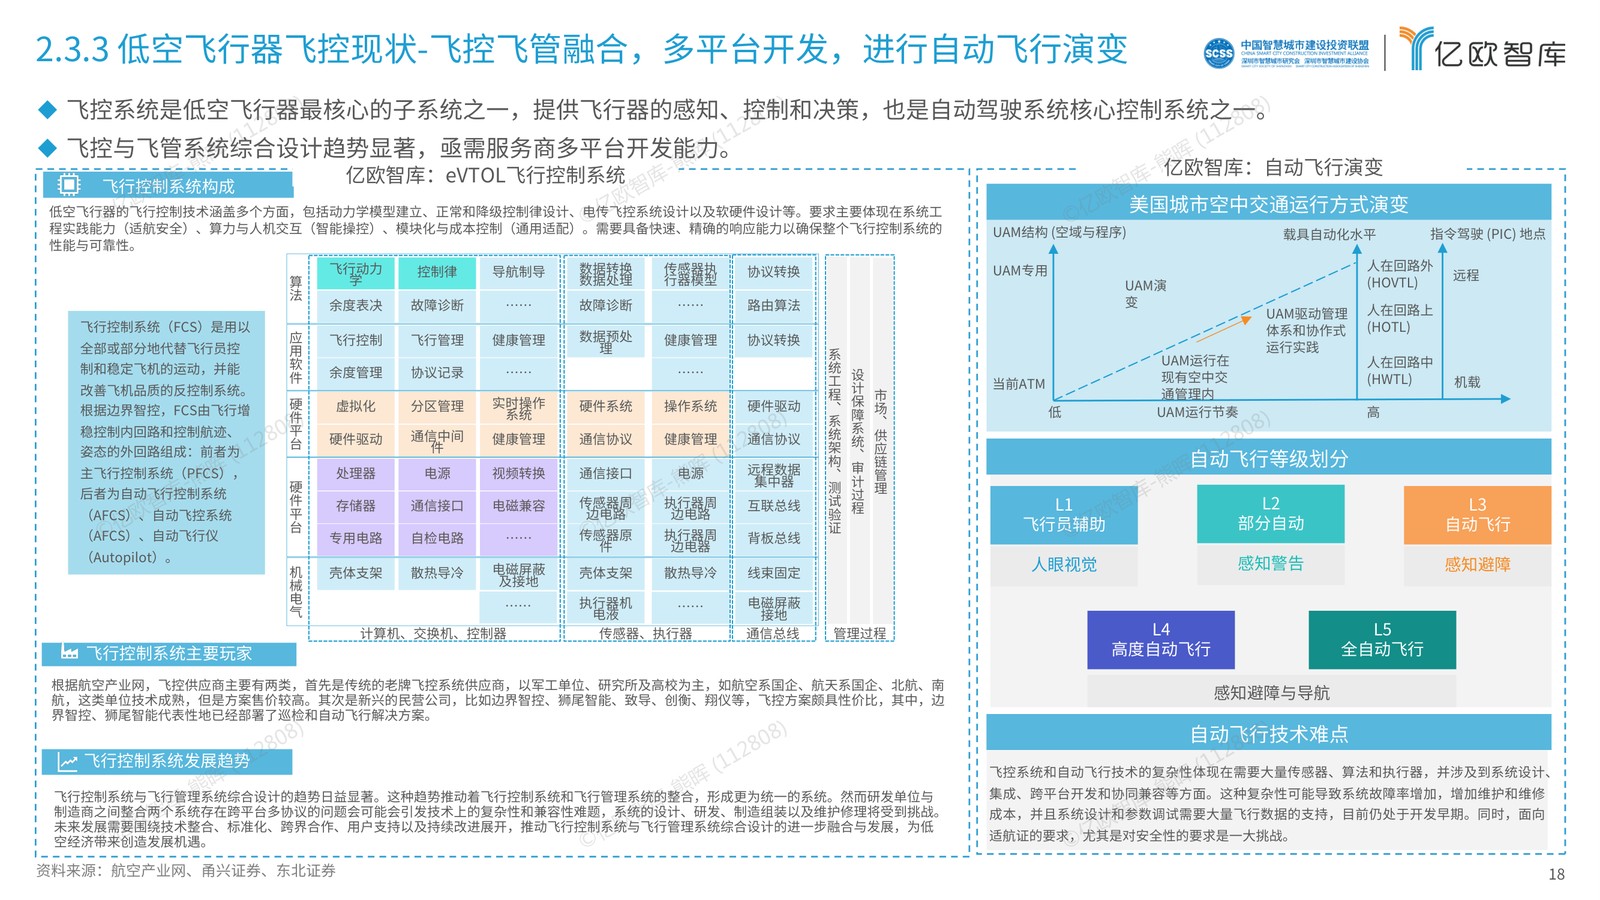 2.3.3 低空飞行器飞控现状-飞控飞管融合，多平台开发，进行自动飞行演变
SCSS
中国智慧城市建设投资联盟
CHINA SMART CITY CONSTRUCTION INVESTMENT ALLIANCE
深圳市智慧城市研究会 深圳市智慧城市建设协会
亿欧智库
◆ 飞控系统是低空飞行器最核心的子系统之一，提供飞行器的感知、控制和决策，也是自动驾驶系统核心控制系统之一。
◆ 飞控与飞管系统综合设计趋势显著，亟需服务商多平台开发能力。
亿欧智库：eVTOL飞行控制系统
飞行控制系统构成
低空飞行器的飞行控制技术涵盖多个方面，包括动力学模型建立、正常和降级控制律设计、电传飞控系统设计以及软硬件设计等。要求主要体现在系统工
程实践能力（适航安全）、算力与人机交互（智能操控）、模块化与成本控制（通用适配）。需要具备快速、精确的响应能力以确保整个飞行控制系统的
性能与可靠性。
飞行控制系统（FCS）是用以
全部或部分地代替飞行员控
制和稳定飞机的运动，并能
改善飞机品质的反控制系统。
根据边界智控，FCS由飞行增
稳控制内回路和控制航迹、
姿态的外回路组成：前者为
主飞行控制系统（PFCS），
后者为自动飞行控制系统
（AFCS）、自动飞控系统
（AFCS）、自动飞行仪
（Autopilot）。
算法
飞行动力学 控制律 导航制导 数据转换数据处理 传感器执行器模型 协议转换
余度表决 故障诊断 …… 故障诊断 …… 路由算法
应用软件
飞行控制 飞行管理 健康管理 数据预处理 健康管理 协议转换
余度管理 协议记录 …… ……
硬件平台
虚拟化 分区管理 实时操作系统 硬件系统 操作系统 硬件驱动
硬件驱动 通信中间件 健康管理 通信协议 健康管理 通信协议
硬件平台
处理器 电源 视频转换 通信接口 电源 远程数据集中器
存储器 通信接口 电磁兼容 传感器周边电路 执行器周边电路 互联总线
专用电路 自检电路 …… 传感器原件 执行器周边电器 背板总线
机械电气
壳体支架 散热导冷 电磁屏蔽及接地 壳体支架 散热导冷 线束固定
…… 执行器机电液 …… 电磁屏蔽接地
计算机、交换机、控制器 传感器、执行器 通信总线 管理过程
系统工程、系统架构、测试验证
设计保障系统、审计过程
市场、供应链管理
飞行控制系统主要玩家
根据航空产业网，飞控供应商主要有两类，首先是传统的老牌飞控系统供应商，以军工单位、研究所及高校为主，如航空系国企、航天系国企、北航、南
航，这类单位技术成熟，但是方案售价较高。其次是新兴的民营公司，比如边界智控、狮尾智能、致导、创衡、翔仪等，飞控方案颇具性价比，其中，边
界智控、狮尾智能代表性地已经部署了巡检和自动飞行解决方案。
飞行控制系统发展趋势
飞行控制系统与飞行管理系统综合设计的趋势日益显著。这种趋势推动着飞行控制系统和飞行管理系统的整合，形成更为统一的系统。然而研发单位与
制造商之间整合两个系统存在跨平台多协议的问题会可能会引发技术上的复杂性和兼容性难题，系统的设计、研发、制造组装以及维护修理将受到挑战。
未来发展需要围绕技术整合、标准化、跨界合作、用户支持以及持续改进展开，推动飞行控制系统与飞行管理系统综合设计的进一步融合与发展，为低
空经济带来创造发展机遇。
亿欧智库：自动飞行演变
美国城市空中交通运行方式演变
UAM结构 (空域与程序) 载具自动化水平 指令驾驶 (PIC) 地点
UAM专用
UAM演
变
人在回路外
(HOVTL)
远程
UAM驱动管理
体系和协作式
运行实践
人在回路上
(HOTL)
UAM运行在
现有空中交
通管理内
人在回路中
(HWTL)
当前ATM
机载
低 UAM运行节奏 高
自动飞行等级划分
L1
飞行员辅助
人眼视觉
L2
部分自动
感知警告
L3
自动飞行
感知避障
L4
高度自动飞行
L5
全自动飞行
感知避障与导航
自动飞行技术难点
飞控系统和自动飞行技术的复杂性体现在需要大量传感器、算法和执行器，并涉及到系统设计、
集成、跨平台开发和协同兼容等方面。这种复杂性可能导致系统故障率增加，增加维护和维修
成本，并且系统设计和参数调试需要大量飞行数据的支持，目前仍处于开发早期。同时，面向
适航证的要求，尤其是对安全性的要求是一大挑战。
资料来源：航空产业网、甬兴证券、东北证券
18
©亿欧智库-熊晖 (112808)